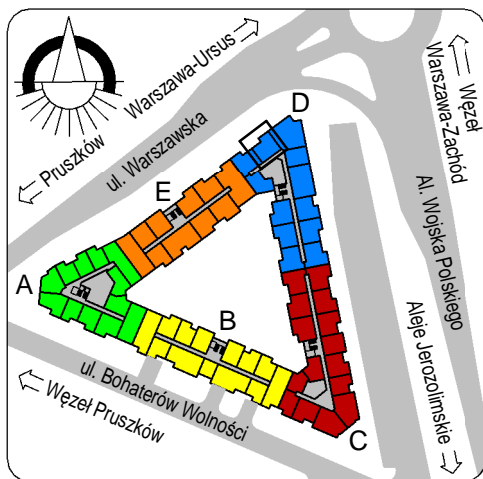 Warszawa-Ursus
Pruszków
ul. Warszawska
Węzeł
Warszawa-Zachód
D
E
Al. Wojska Polskiego
A
B
Aleje Jerozolimskie
ul. Bohaterów Wolności
Węzeł Pruszków
C